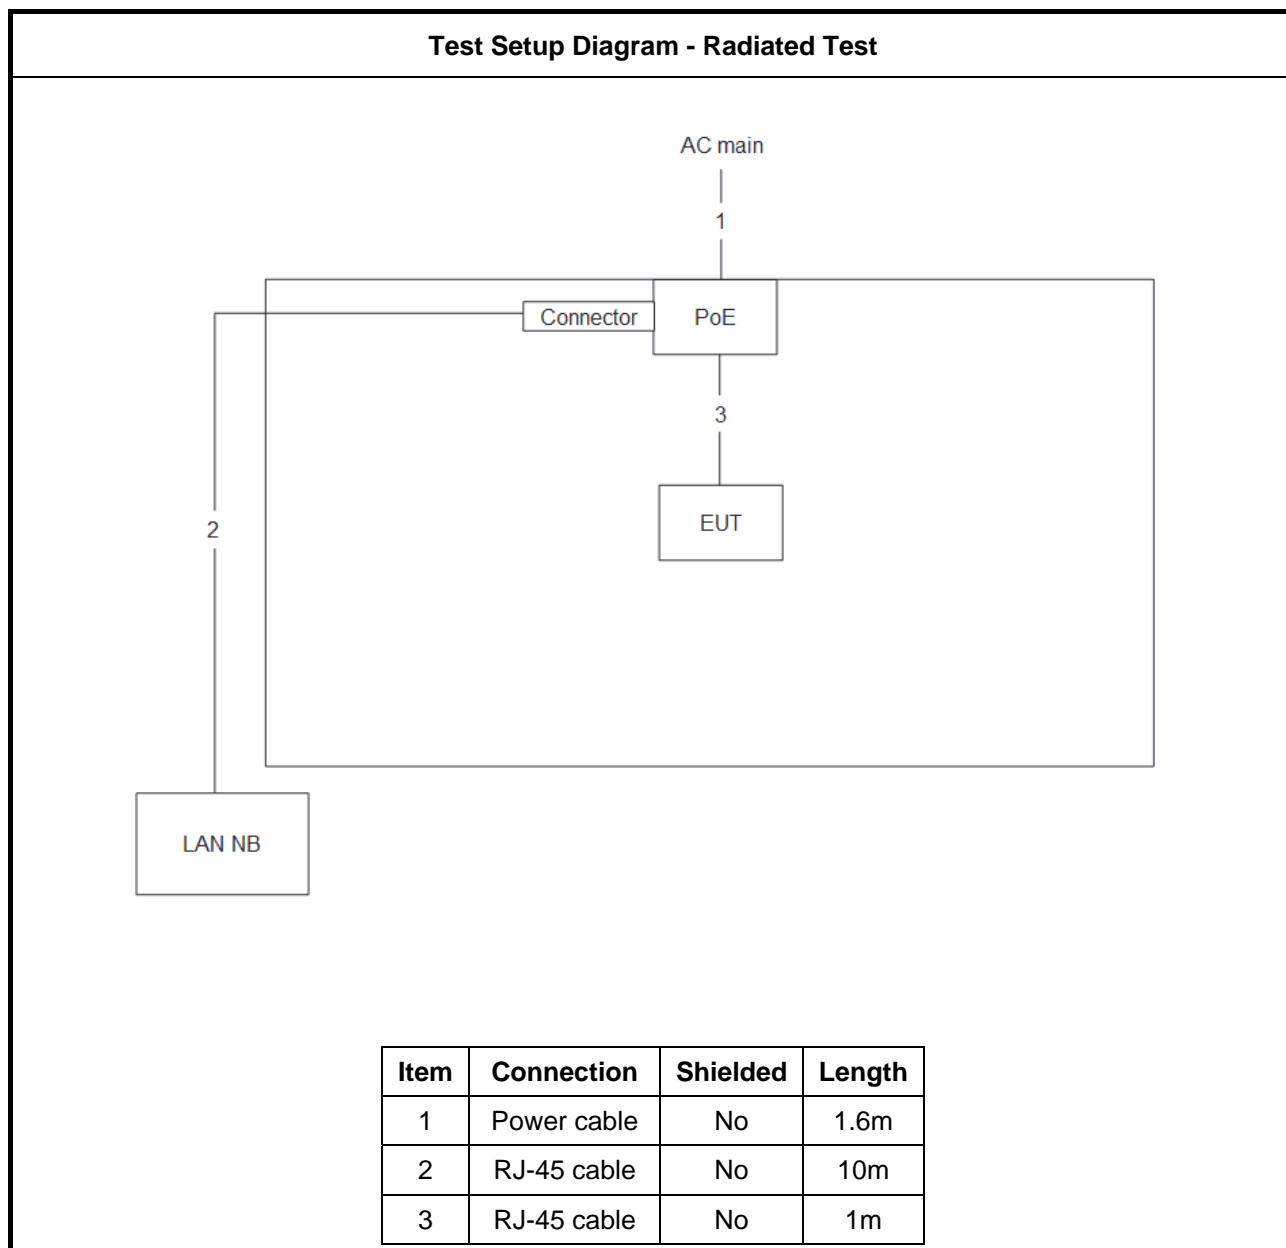 Test Setup Diagram - Radiated Test
AC main
1
Connector
PoE
3
EUT
2
LAN NB
Item Connection Shielded Length
1 Power cable No 1.6m
2 RJ-45 cable No 10m
3 RJ-45 cable No 1m